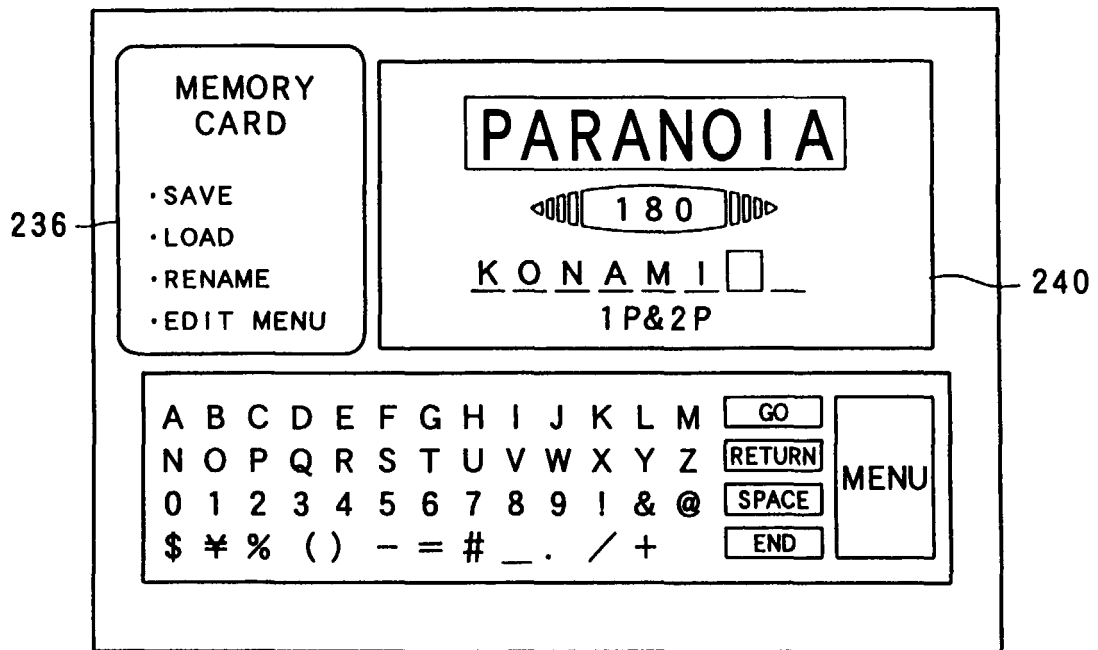 MEMORY
CARD
·SAVE
·LOAD
·RENAME
·EDIT MENU
236
PARANOIA
180
KONAMI□_
1P&2P
240
A B C D E F G H I J K L M
N O P Q R S T U V W X Y Z
0 1 2 3 4 5 6 7 8 9 ! & @
$ ¥ % ( ) - = # _ . / +
GO
RETURN
SPACE
END
MENU